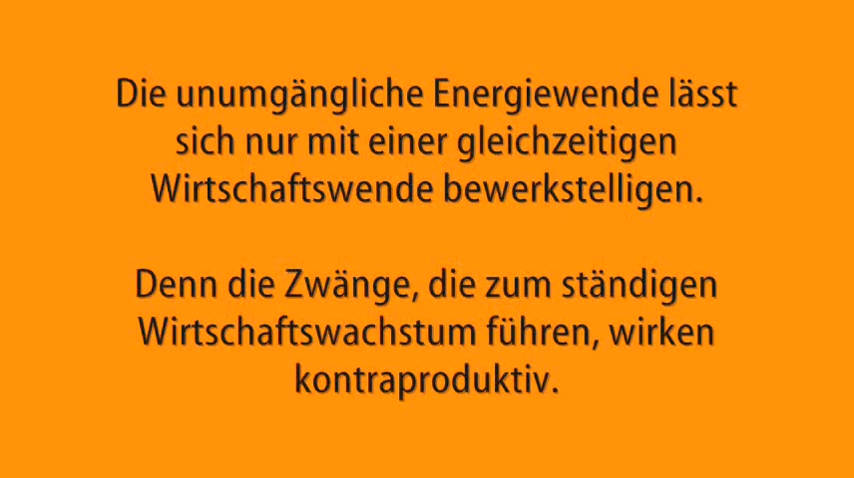 Die unumgängliche Energiewende lässt
sich nur mit einer gleichzeitigen
Wirtschaftswende bewerkstelligen.
Denn die Zwänge, die zum ständigen
Wirtschaftswachstum führen, wirken
kontraproduktiv.